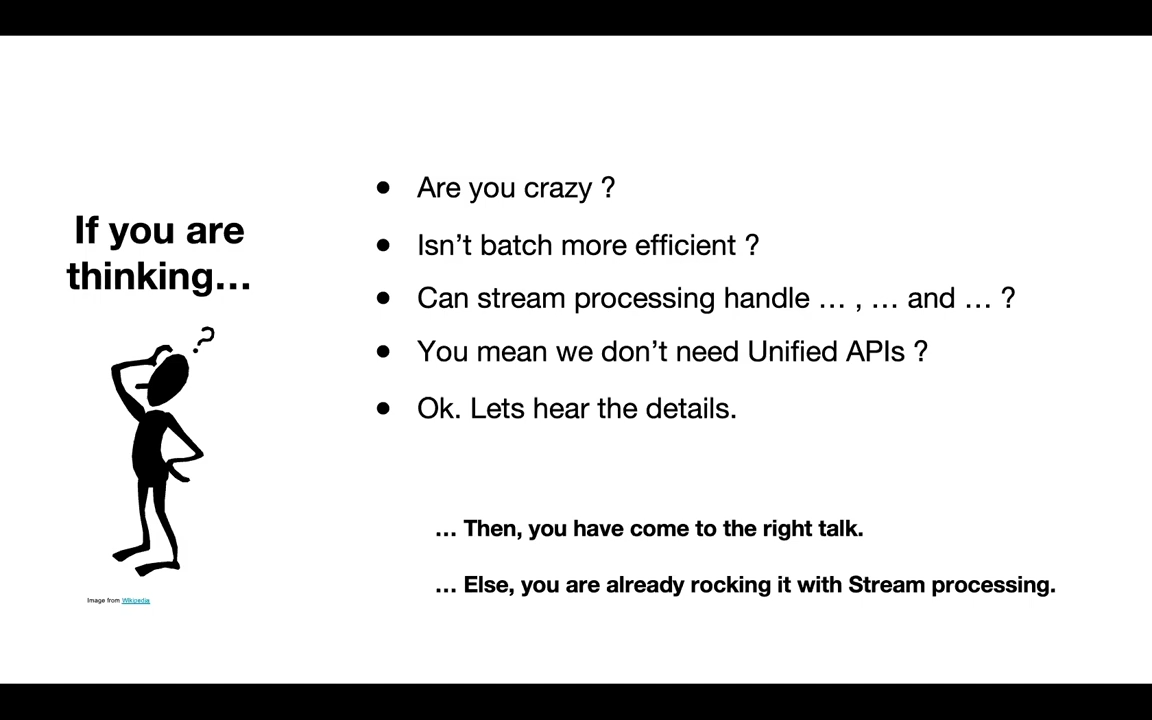 If you are
thinking…
?
Image from Wikipedia
● Are you crazy ?
● Isn’t batch more efficient ?
● Can stream processing handle … , … and … ?
● You mean we don’t need Unified APIs ?
● Ok. Lets hear the details.
… Then, you have come to the right talk.
… Else, you are already rocking it with Stream processing.